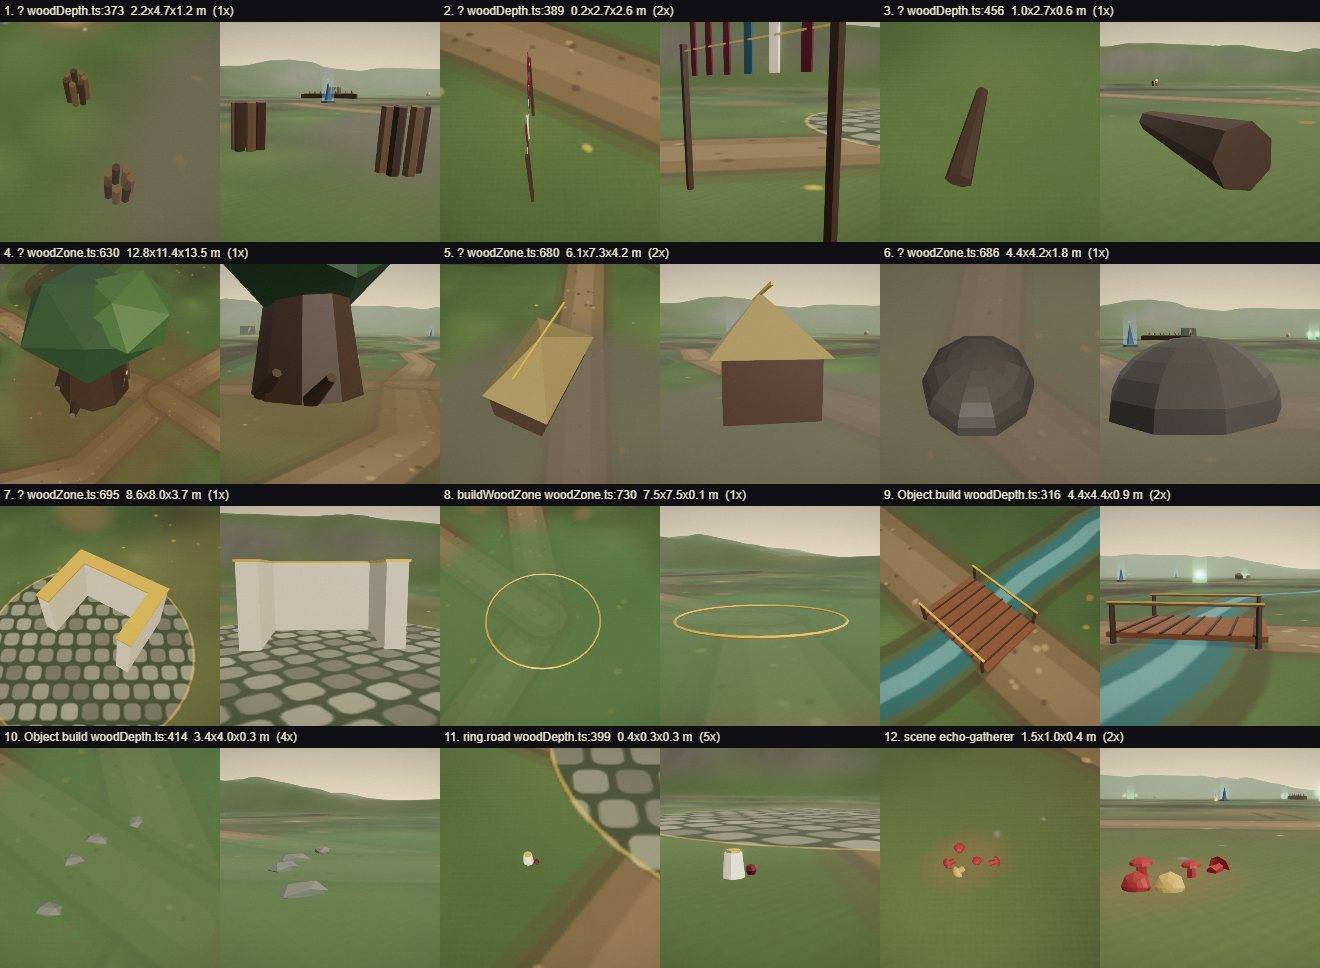 1. ? woodDepth.ts:373 2.2x4.7x1.2 m (1x)
2. ? woodDepth.ts:389 0.2x2.7x2.6 m (2x)
3. ? woodDepth.ts:456 1.0x2.7x0.6 m (1x)
4. ? woodZone.ts:630 12.8x11.4x13.5 m (1x)
5. ? woodZone.ts:680 6.1x7.3x4.2 m (2x)
6. ? woodZone.ts:686 4.4x4.2x1.8 m (1x)
7. ? woodZone.ts:695 8.6x8.0x3.7 m (1x)
8. buildWoodZone woodZone.ts:730 7.5x7.5x0.1 m (1x)
9. Object.build woodDepth.ts:316 4.4x4.4x0.9 m (2x)
10. Object.build woodDepth.ts:414 3.4x4.0x0.3 m (4x)
11. ring.road woodDepth.ts:399 0.4x0.3x0.3 m (5x)
12. scene echo-gatherer 1.5x1.0x0.4 m (2x)